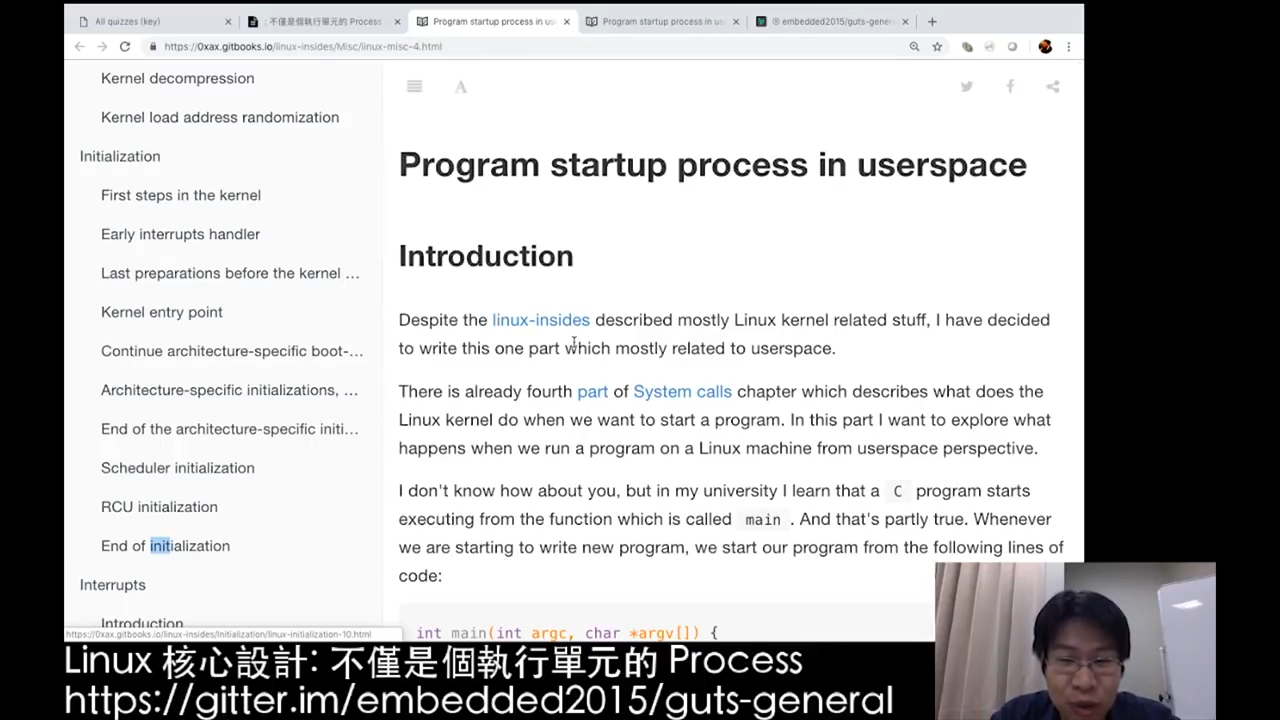 All quizzes (key)
: 不僅是個執行單元的 Process
Program startup process in us
Program startup process in us
embedded2015/guts-gener
https://0xax.gitbooks.io/linux-insides/Misc/linux-misc-4.html
Kernel decompression
Kernel load address randomization
Initialization
First steps in the kernel
Early interrupts handler
Last preparations before the kernel …
Kernel entry point
Continue architecture-specific boot-…
Architecture-specific initializations, …
End of the architecture-specific initi…
Scheduler initialization
RCU initialization
End of initialization
Interrupts
Introduction
https://0xax.gitbooks.io/linux-insides/Initialization/linux-initialization-10.html
A
Program startup process in userspace
Introduction
Despite the linux-insides described mostly Linux kernel related stuff, I have decided
to write this one part which mostly related to userspace.
There is already fourth part of System calls chapter which describes what does the
Linux kernel do when we want to start a program. In this part I want to explore what
happens when we run a program on a Linux machine from userspace perspective.
I don't know how about you, but in my university I learn that a C program starts
executing from the function which is called main . And that's partly true. Whenever
we are starting to write new program, we start our program from the following lines of
code:
int main(int argc, char *argv[]) {
Linux 核心設計: 不僅是個執行單元的 Process
https://gitter.im/embedded2015/guts-general